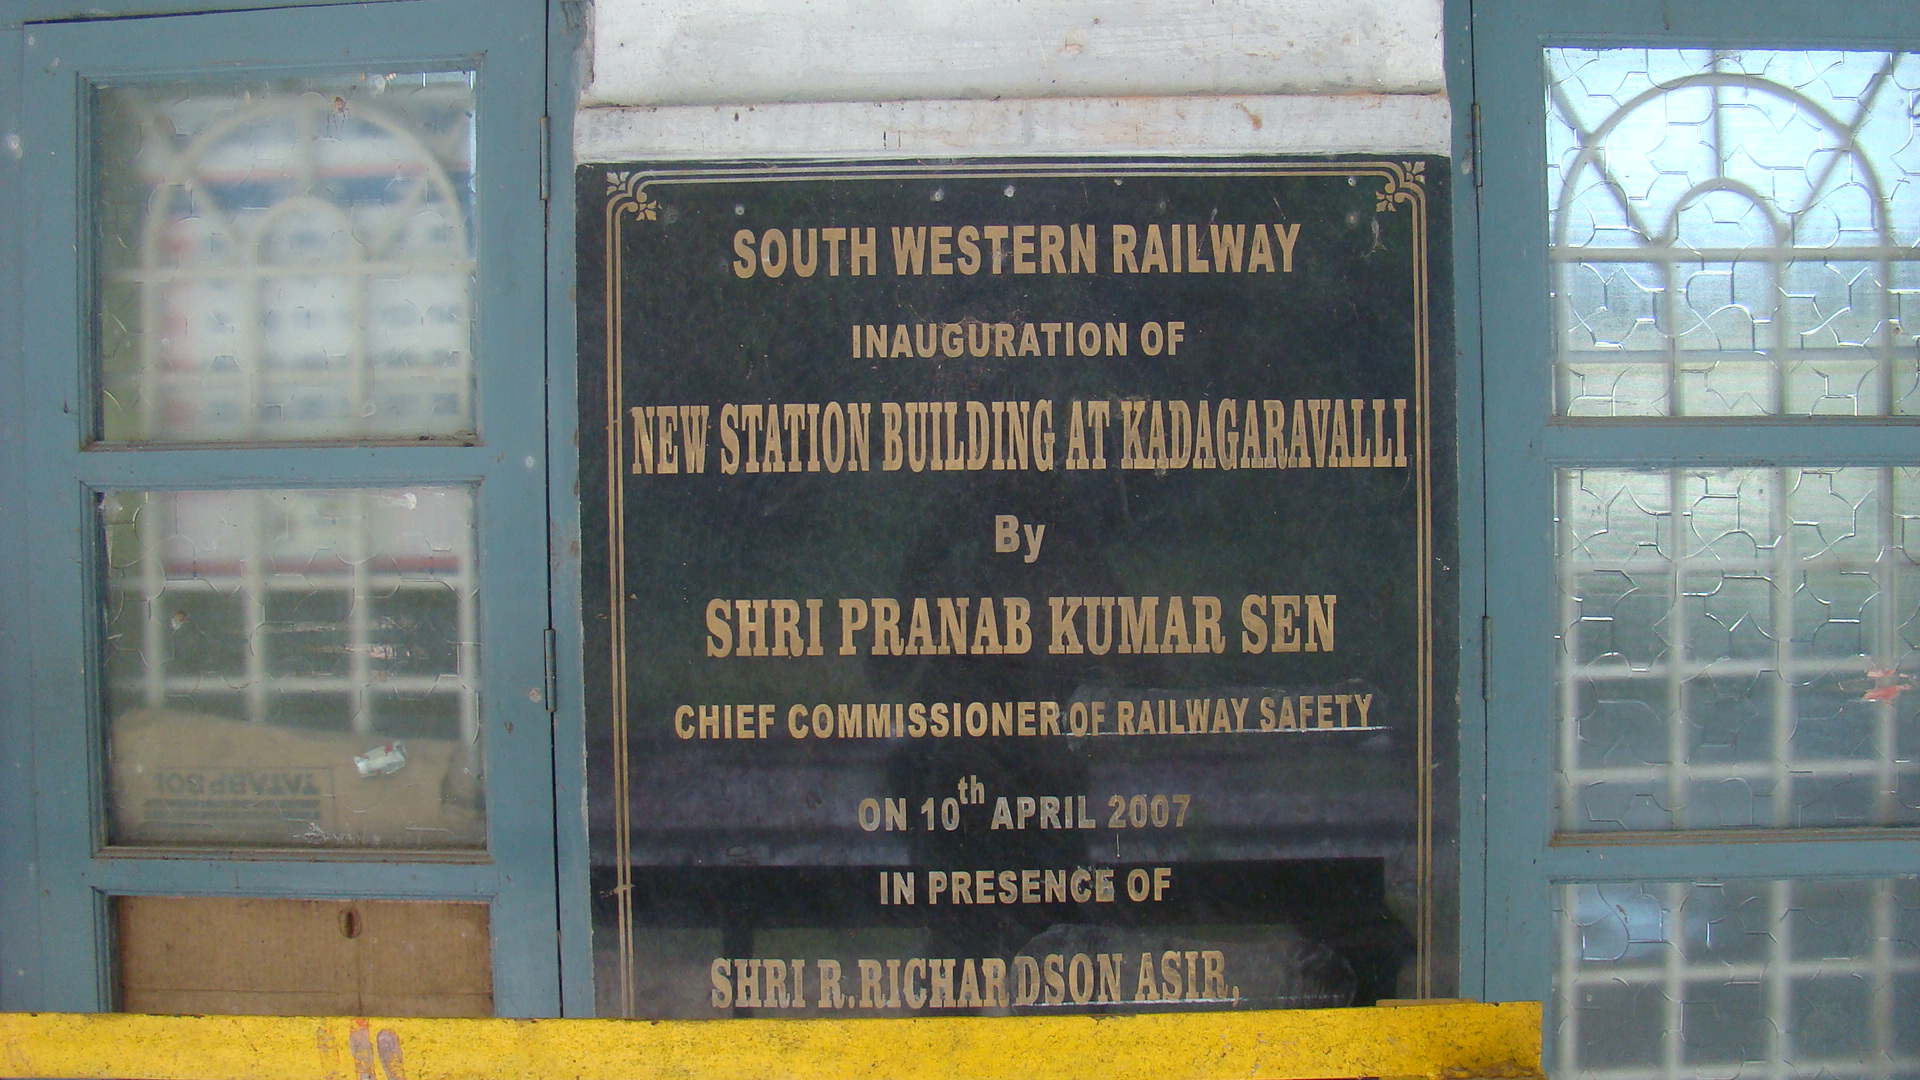 SOUTH WESTERN RAILWAY
INAUGURATION OF
NEW STATION BUILDING AT KADAGARAVALLI
By
SHRI PRANAB KUMAR SEN
CHIEF COMMISSIONER OF RAILWAY SAFETY
ON 10th APRIL 2007
IN PRESENCE OF
SHRI R.RICHARDSON ASIR,